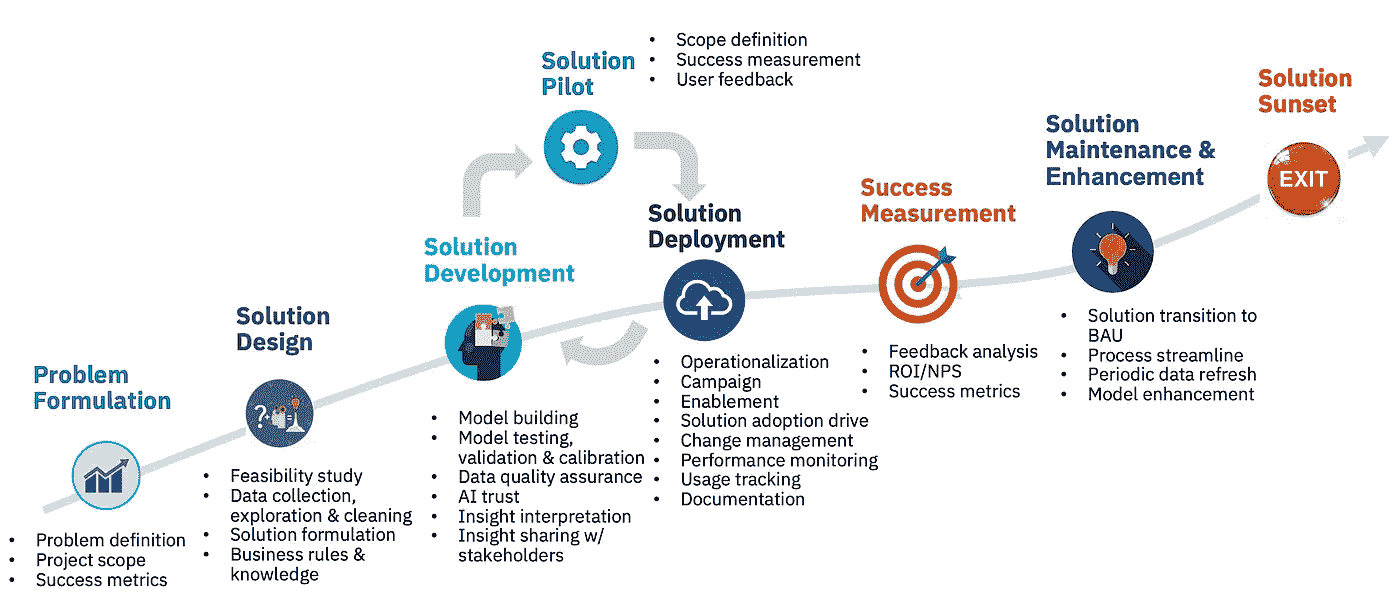 Problem
Formulation
• Problem definition
• Project scope
• Success metrics
Solution
Design
• Feasibility study
• Data collection,
exploration & cleaning
• Solution formulation
• Business rules &
knowledge
Solution
Development
• Model building
• Model testing,
validation & calibration
• Data quality assurance
• AI trust
• Insight interpretation
• Insight sharing w/
stakeholders
Solution
Pilot
• Scope definition
• Success measurement
• User feedback
Solution
Deployment
• Operationalization
• Campaign
• Enablement
• Solution adoption drive
• Change management
• Performance monitoring
• Usage tracking
• Documentation
Success
Measurement
• Feedback analysis
• ROI/NPS
• Success metrics
Solution
Maintenance &
Enhancement
• Solution transition to
BAU
• Process streamline
• Periodic data refresh
• Model enhancement
Solution
Sunset
EXIT